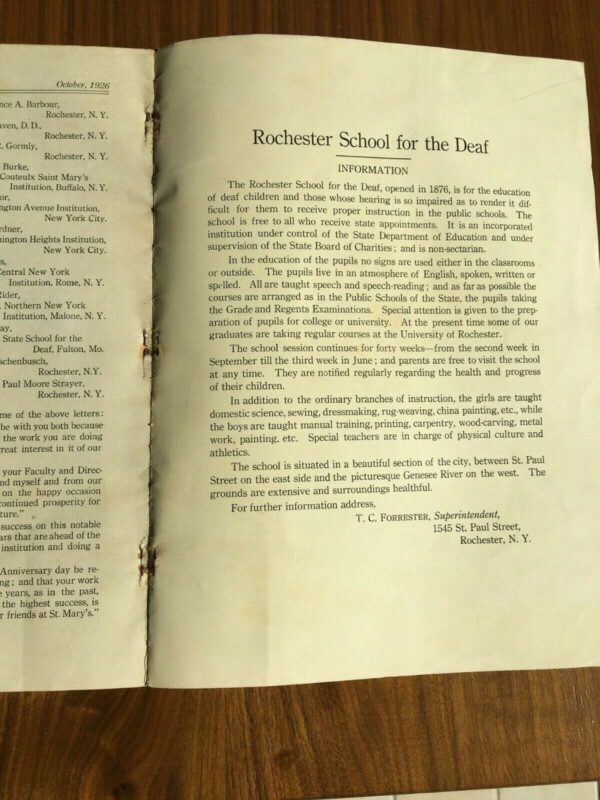 October, 1926
nce A. Barbour,
Rochester, N. Y.
aven, D. D.,
Rochester, N. Y.
Gormly,
Rochester, N. Y.
Burke,
Couteulx Saint Mary's
Institution, Buffalo, N. Y.
or,
ngton Avenue Institution,
New York City.
rdner,
hington Heights Institution,
New York City.
s,
Central New York
Institution, Rome, N. Y.
Rider,
Northern New York
Institution, Malone, N. Y.
ay,
State School for the
Deaf, Fulton, Mo.
schenbusch,
Rochester, N.Y.
Paul Moore Strayer,
Rochester, N. Y.
me of the above letters:
be with you both because
the work you are doing
reat interest in it of our
your Faculty and Direc-
nd myself and from our
on the happy occasion
continued prosperity for
ture."
success on this notable
ars that are ahead of the
institution and doing a
Anniversary day be re-
ng; and that your work
e years, as in the past,
the highest success, is
r friends at St. Mary's."
Rochester School for the Deaf
INFORMATION
The Rochester School for the Deaf, opened in 1876, is for the education
of deaf children and those whose hearing is so impaired as to render it dif-
ficult for them to receive proper instruction in the public schools. The
school is free to all who receive state appointments. It is an incorporated
institution under control of the State Department of Education and under
supervision of the State Board of Charities; and is non-sectarian.
In the education of the pupils no signs are used either in the classrooms
or outside. The pupils live in an atmosphere of English, spoken, written or
spelled. All are taught speech and speech-reading; and as far as possible the
courses are arranged as in the Public Schools of the State, the pupils taking
the Grade and Regents Examinations. Special attention is given to the prep-
aration of pupils for college or university. At the present time some of our
graduates are taking regular courses at the University of Rochester.
The school session continues for forty weeks—from the second week in
September till the third week in June; and parents are free to visit the school
at any time. They are notified regularly regarding the health and progress
of their children.
In addition to the ordinary branches of instruction, the girls are taught
domestic science, sewing, dressmaking, rug-weaving, china painting, etc., while
the boys are taught manual training, printing, carpentry, wood-carving, metal
work, painting, etc. Special teachers are in charge of physical culture and
athletics.
The school is situated in a beautiful section of the city, between St. Paul
Street on the east side and the picturesque Genesee River on the west. The
grounds are extensive and surroundings healthful.
For further information address,
T. C. FORRESTER, Superintendent,
1545 St. Paul Street,
Rochester, N. Y.